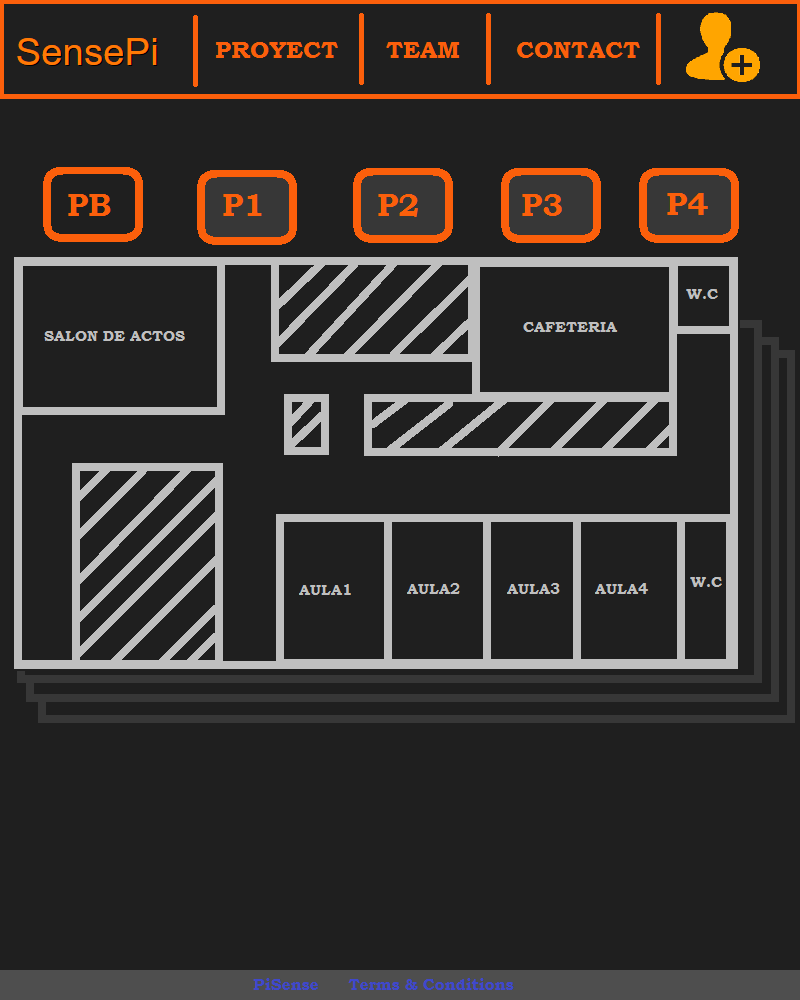 SensePi PROYECT TEAM CONTACT
PB P1 P2 P3 P4
W.C
CAFETERIA
SALON DE ACTOS
W.C
AULA1 AULA2 AULA3 AULA4
PiSense Terms & Conditions